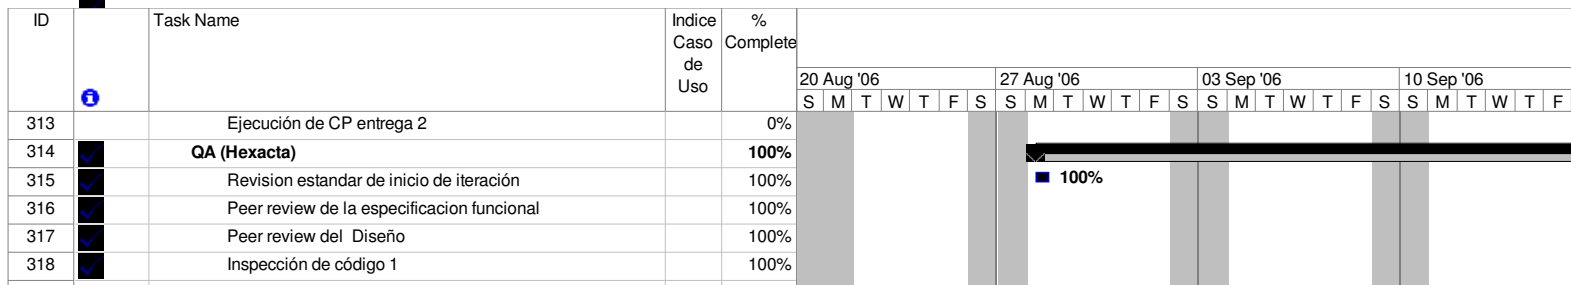 ID Task Name Indice Caso de Uso % Complete
20 Aug '06 27 Aug '06 03 Sep '06 10 Sep '06
S M T W T F S S M T W T F S S M T W T F S S M T W T F
313 Ejecución de CP entrega 2 0%
314 QA (Hexacta) 100%
315 Revision estandar de inicio de iteración 100% 100%
316 Peer review de la especificacion funcional 100%
317 Peer review del Diseño 100%
318 Inspección de código 1 100%